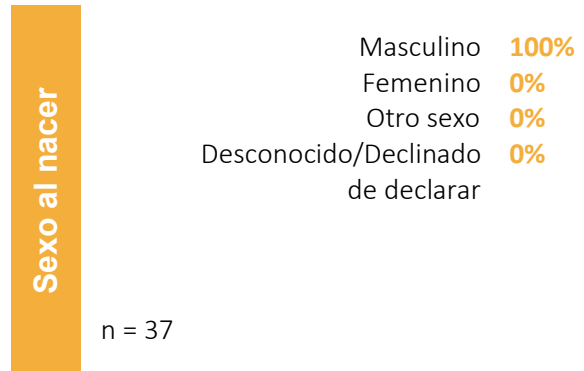 Sexo al nacer
Masculino 100%
Femenino 0%
Otro sexo 0%
Desconocido/Declinado 0%
de declarar
n = 37